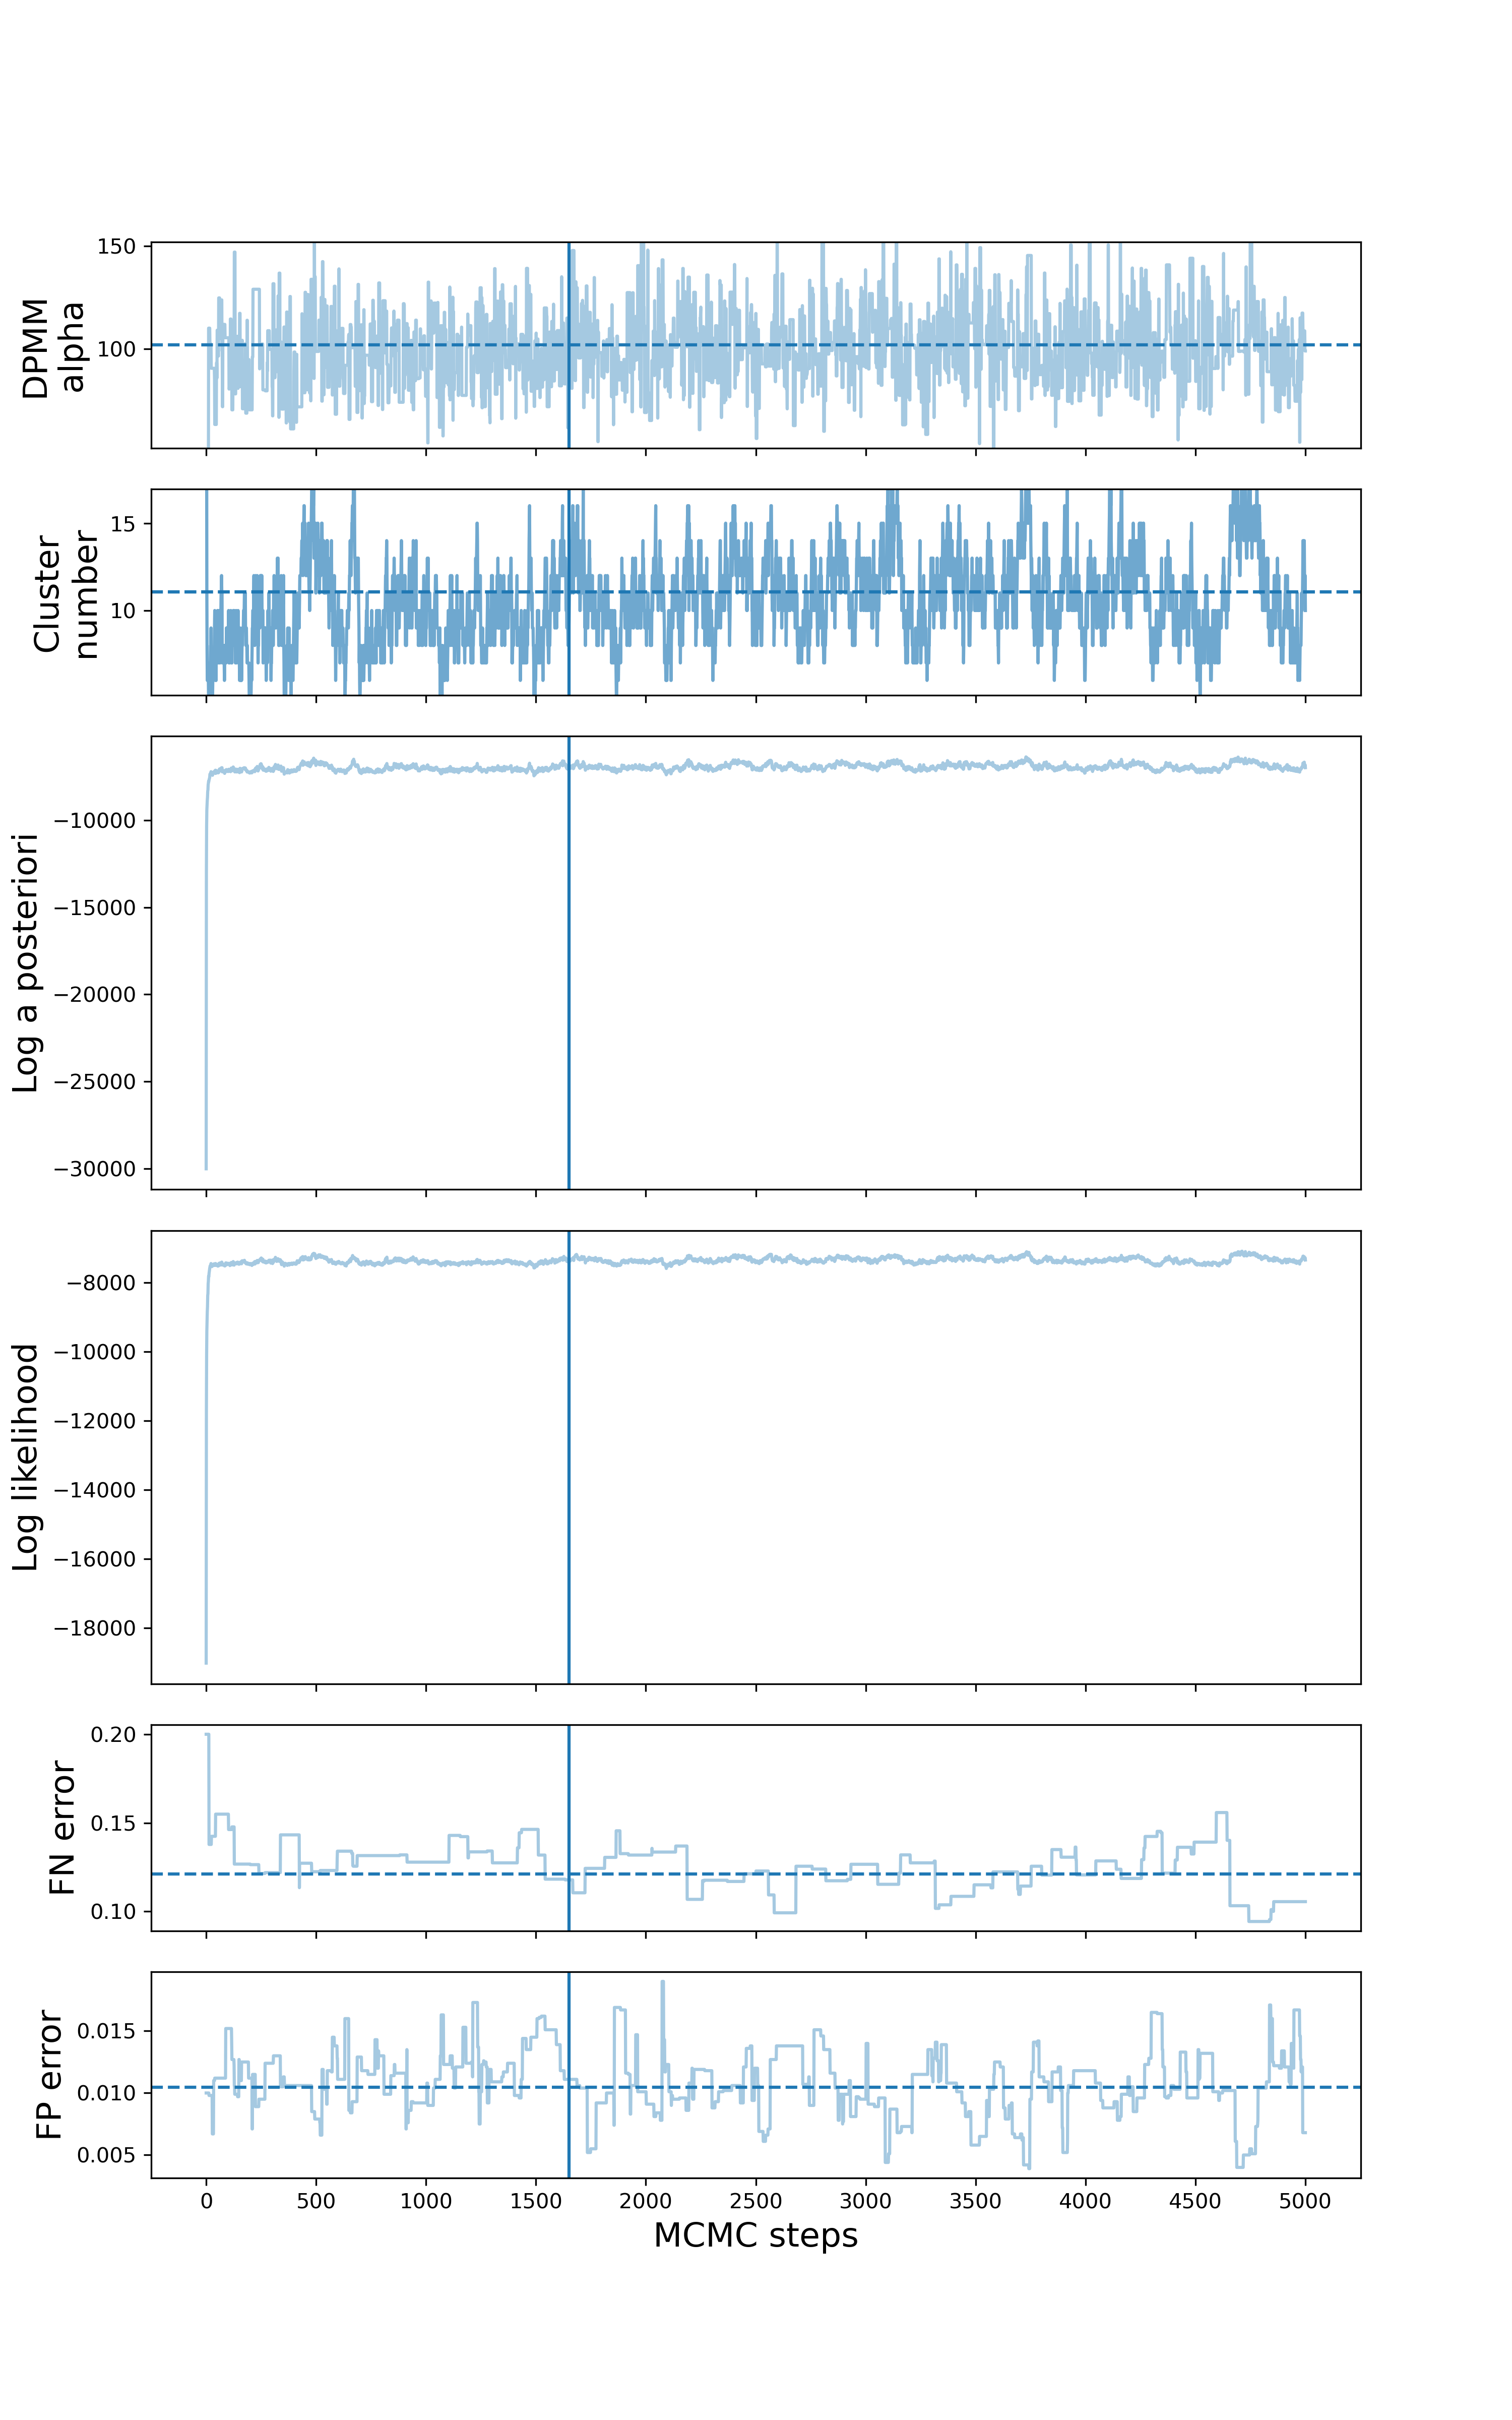 DPMM
alpha
150
100
Cluster
number
15
10
Log a posteriori
−10000
−15000
−20000
−25000
−30000
Log likelihood
−8000
−10000
−12000
−14000
−16000
−18000
FN error
0.20
0.15
0.10
FP error
0.015
0.010
0.005
0 500 1000 1500 2000 2500 3000 3500 4000 4500 5000
MCMC steps